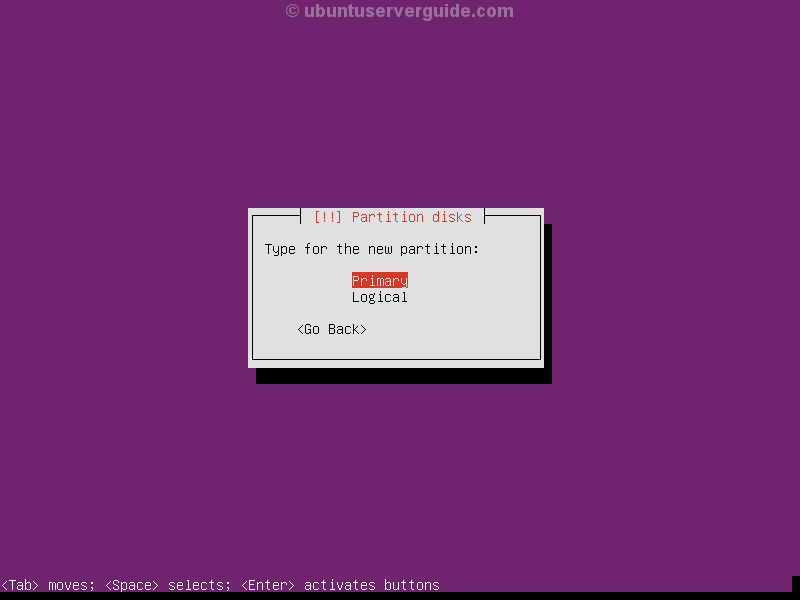 © ubuntuserverguide.com
[!!] Partition disks
Type for the new partition:
Primary
Logical
<Go Back>
<Tab> moves; <Space> selects; <Enter> activates buttons